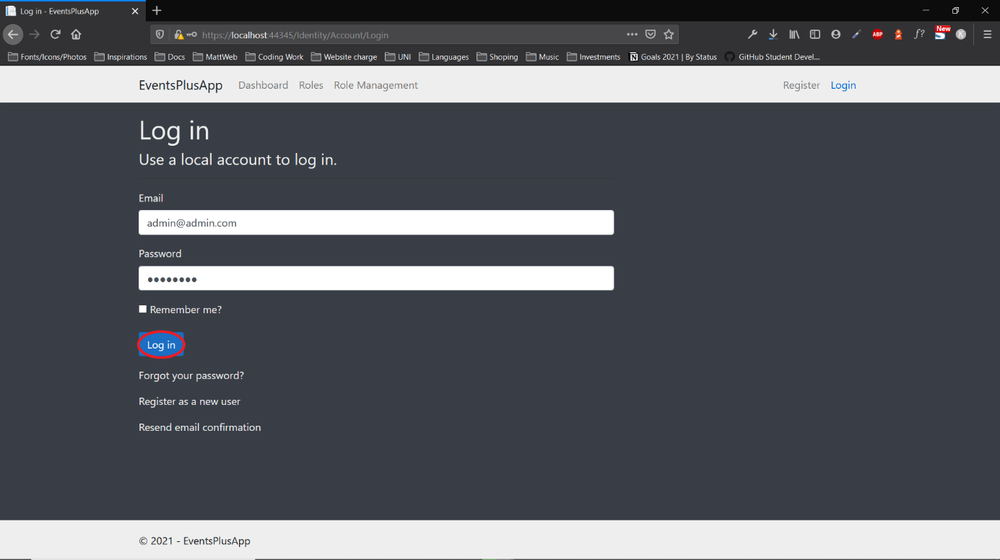 Log in - EventsPlusApp
https://localhost:44345/Identity/Account/Login
ABP
f?
New
S
K
Fonts/Icons/Photos Inspirations Docs MattWeb Coding Work Website charge UNI Languages Shoping Music Investments Goals 2021 | By Status GitHub Student Devel...
EventsPlusApp Dashboard Roles Role Management Register Login
Log in
Use a local account to log in.
Email
admin@admin.com
Password
●●●●●●●●
Remember me?
Log in
Forgot your password?
Register as a new user
Resend email confirmation
© 2021 - EventsPlusApp